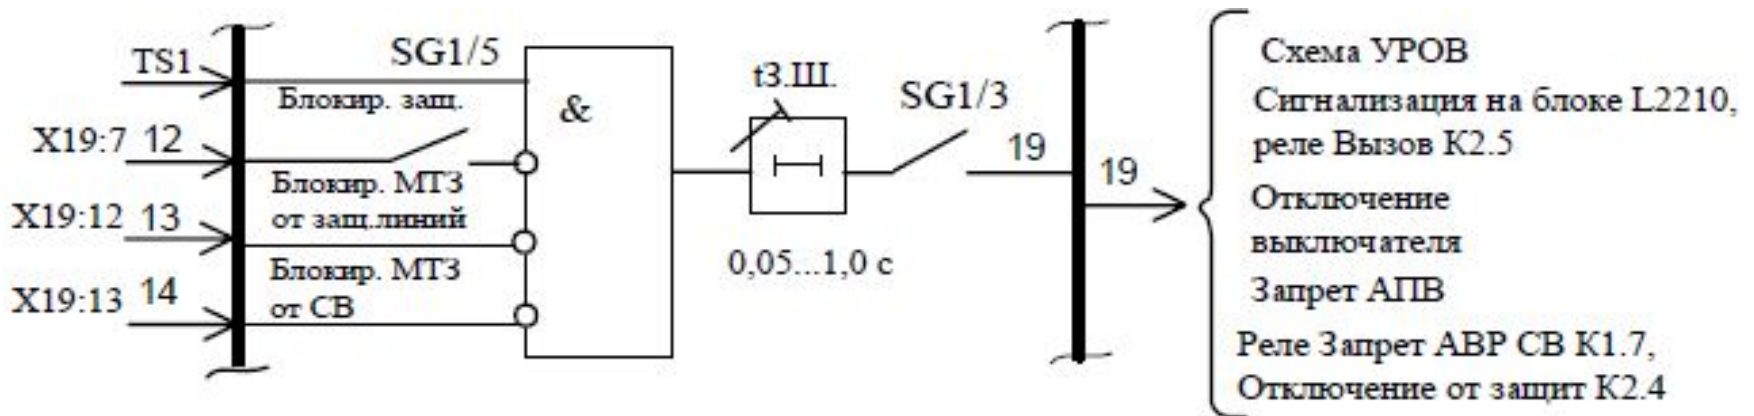 TS1
SG1/5
Блокир. защ.
X19:7 12
Блокир. МТЗ
от защ.линий
X19:12 13
Блокир. МТЗ
от СВ
X19:13 14
&
tЗ.Ш.
0,05...1,0 с
SG1/3
19
19
Схема УРОВ
Сигнализация на блоке L2210,
реле Вызов К2.5
Отключение
выключателя
Запрет АПВ
Реле Запрет АВР СВ К1.7,
Отключение от защит К2.4